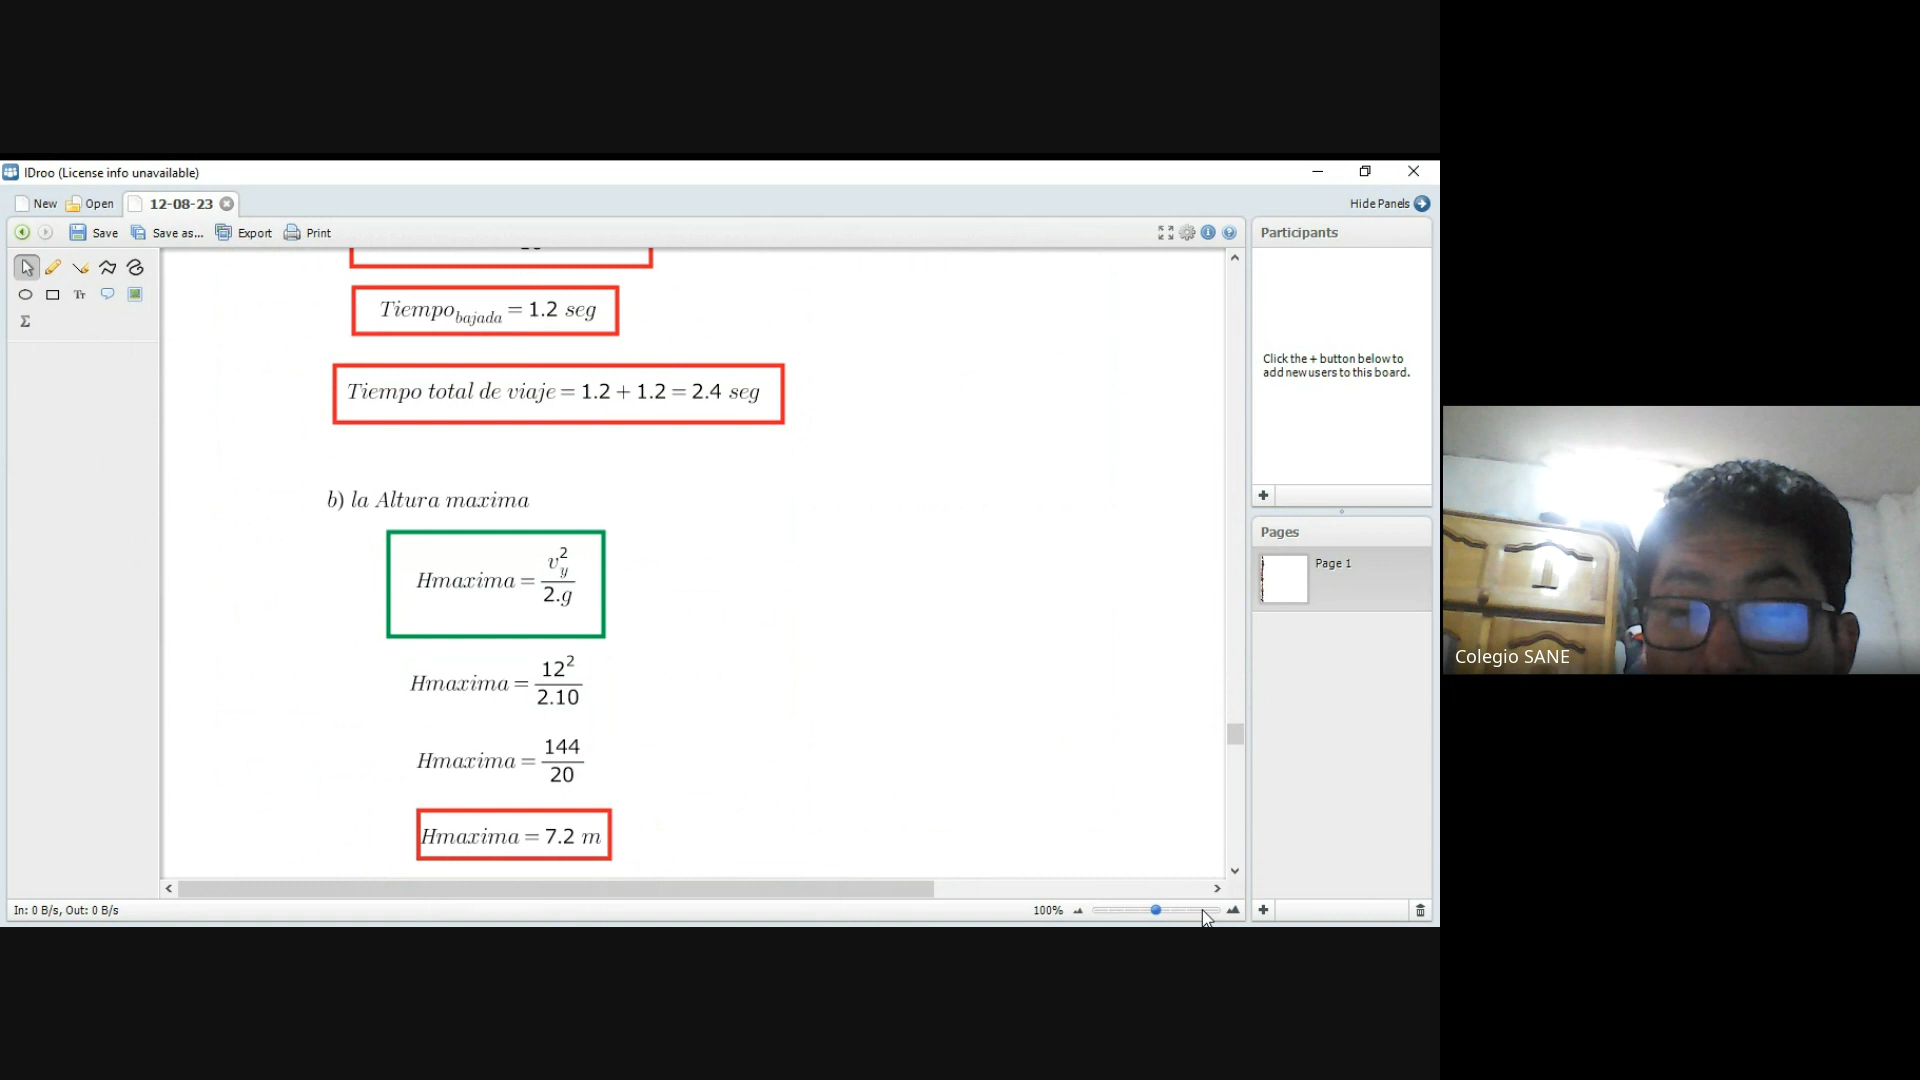 IDroo (License info unavailable)
New Open 12-08-23 Hide Panels
Save Save as... Export Print
Participants
Tiempo_bajada = 1.2 seg
Click the + button below to
add new users to this board.
Tiempo total de viaje = 1.2 + 1.2 = 2.4 seg
b) la Altura maxima
Pages
Page 1
Hmaxima = v_y^2 / 2.g
Hmaxima = 12^2 / 2.10
Hmaxima = 144 / 20
Hmaxima = 7.2 m
In: 0 B/s, Out: 0 B/s
100%
Colegio SANE